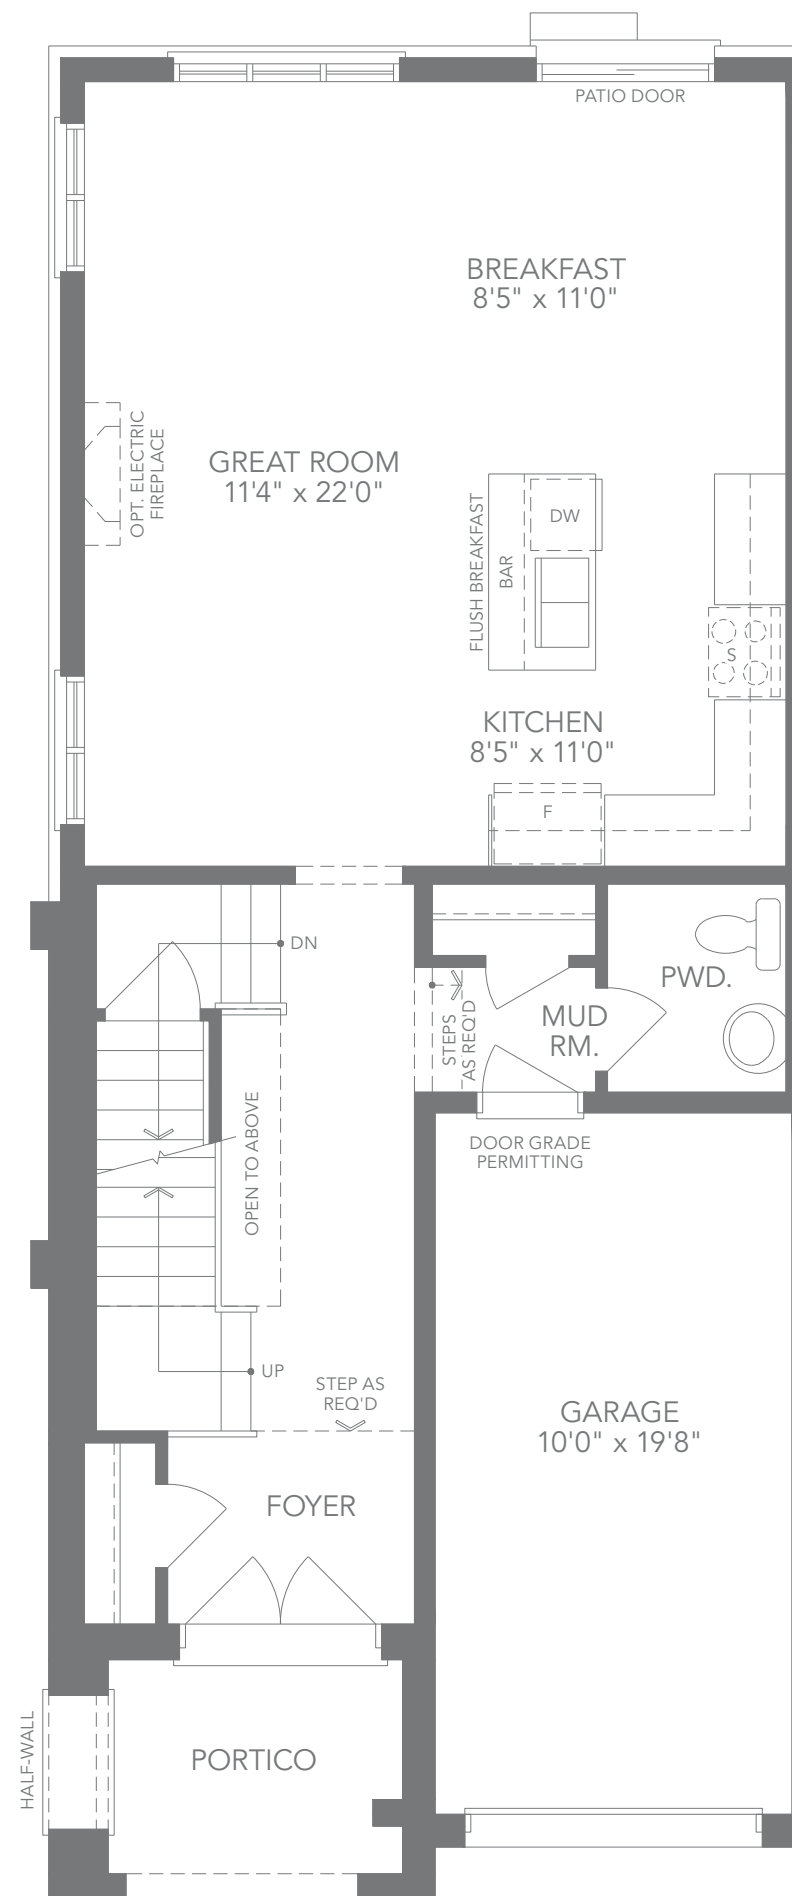 PATIO DOOR
BREAKFAST
8'5" x 11'0"
OPT. ELECTRIC
FIREPLACE
GREAT ROOM
11'4" x 22'0"
FLUSH BREAKFAST
BAR
DW
S
KITCHEN
8'5" x 11'0"
F
DN
PWD.
STEPS
AS REQ'D
MUD
RM.
OPEN TO ABOVE
DOOR GRADE
PERMITTING
UP
STEP AS
REQ'D
GARAGE
10'0" x 19'8"
FOYER
HALF-WALL
PORTICO